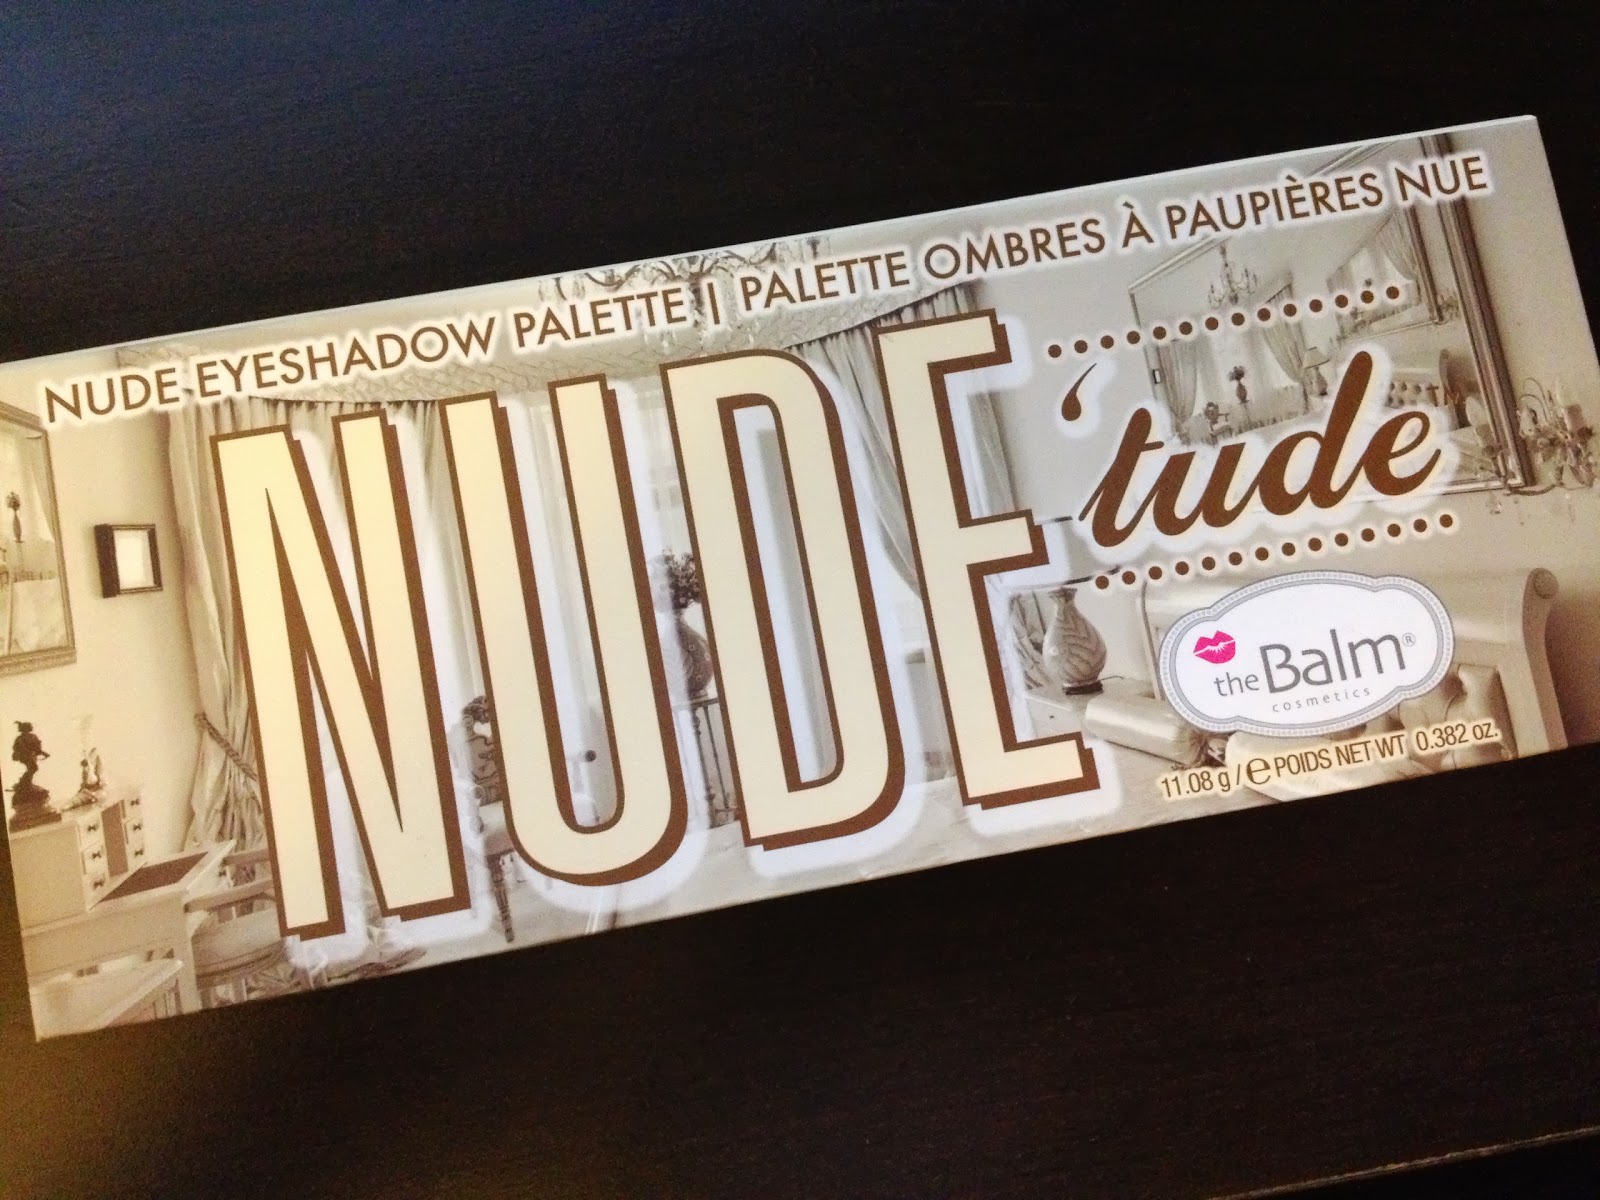 NUDE EYESHADOW PALETTE | PALETTE OMBRES À PAUPIÈRES NUE
NUDE 'tude
the Balm®
cosmetics
11.08 g / ℮ POIDS NET WT 0.382 oz.